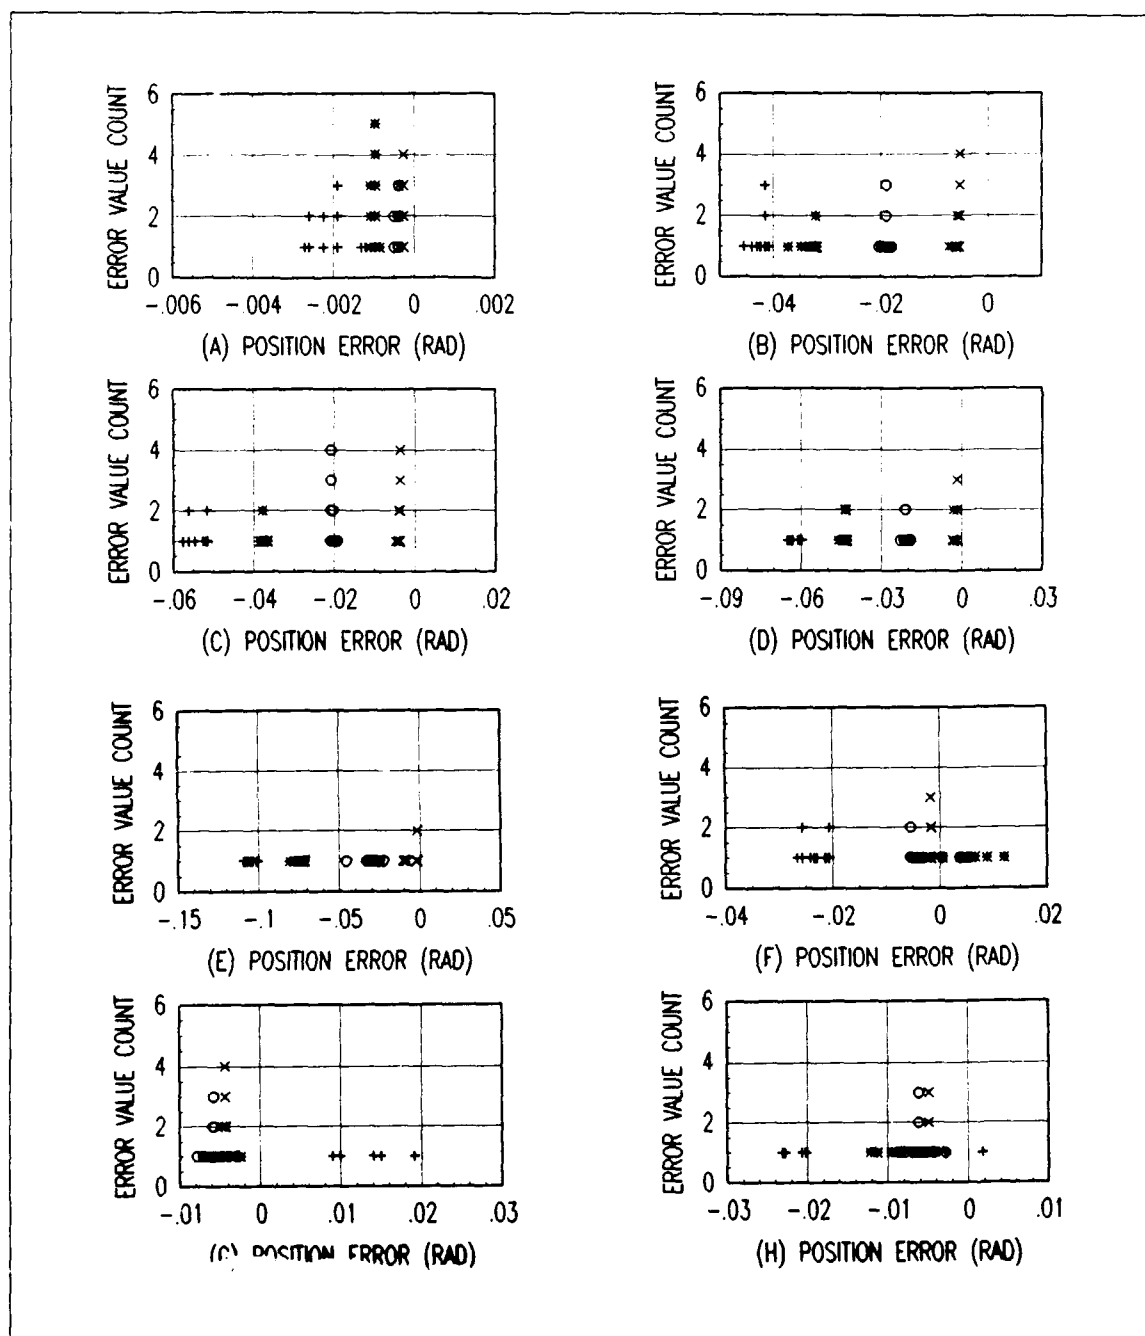 ERROR VALUE COUNT
6
4
2
0
-.006 -.004 -.002 0 .002
(A) POSITION ERROR (RAD)
ERROR VALUE COUNT
6
4
2
0
-.04 -.02 0
(B) POSITION ERROR (RAD)
ERROR VALUE COUNT
6
4
2
0
-.06 -.04 -.02 0 .02
(C) POSITION ERROR (RAD)
ERROR VALUE COUNT
6
4
2
0
-.09 -.06 -.03 0 .03
(D) POSITION ERROR (RAD)
ERROR VALUE COUNT
6
4
2
0
-.15 -.1 -.05 0 .05
(E) POSITION ERROR (RAD)
ERROR VALUE COUNT
6
4
2
0
-.04 -.02 0 .02
(F) POSITION ERROR (RAD)
ERROR VALUE COUNT
6
4
2
0
-.01 0 .01 .02 .03
(G) POSITION ERROR (RAD)
ERROR VALUE COUNT
6
4
2
0
-.03 -.02 -.01 0 .01
(H) POSITION ERROR (RAD)